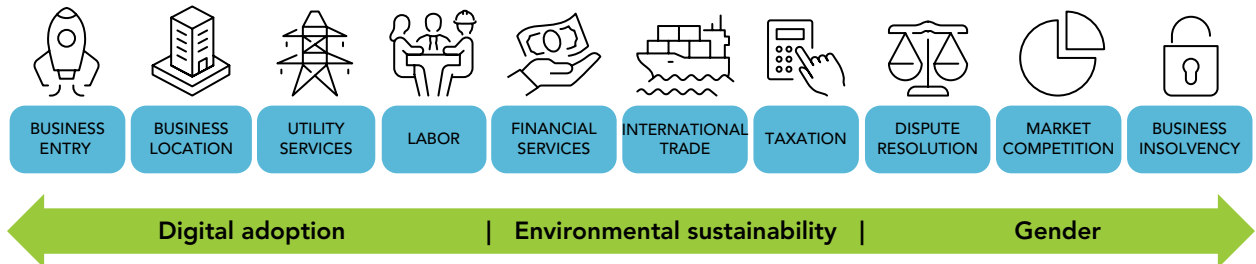 BUSINESS
ENTRY
BUSINESS
LOCATION
UTILITY
SERVICES
LABOR
FINANCIAL
SERVICES
INTERNATIONAL
TRADE
TAXATION
DISPUTE
RESOLUTION
MARKET
COMPETITION
BUSINESS
INSOLVENCY
Digital adoption | Environmental sustainability | Gender